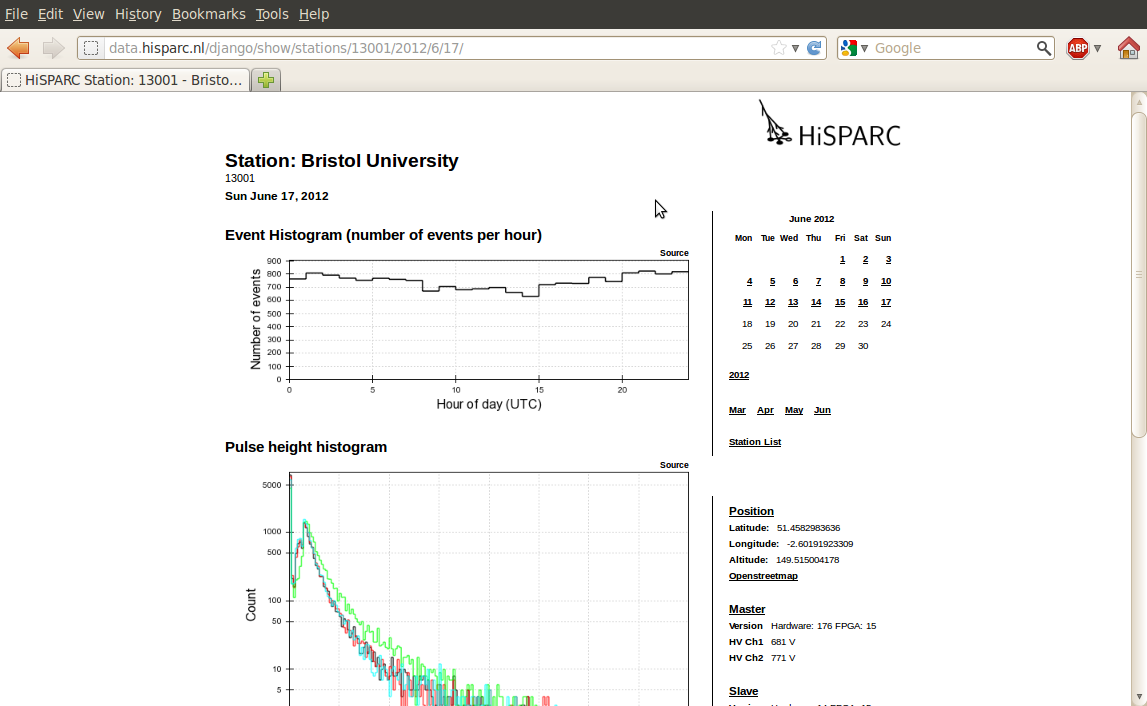 File Edit View History Bookmarks Tools Help
data.hisparc.nl/django/show/stations/13001/2012/6/17/
Google
ABP
HiSPARC Station: 13001 - Bristo...
HiSPARC
Station: Bristol University
13001
Sun June 17, 2012
Event Histogram (number of events per hour)
Source
900
800
700
600
500
400
300
200
100
0
Number of events
0 5 10 15 20
Hour of day (UTC)
Pulse height histogram
Source
5000
1000
500
100
50
10
5
Count
June 2012
Mon Tue Wed Thu Fri Sat Sun
1 2 3
4 5 6 7 8 9 10
11 12 13 14 15 16 17
18 19 20 21 22 23 24
25 26 27 28 29 30
2012
Mar Apr May Jun
Station List
Position
Latitude: 51.4582983636
Longitude: -2.60191923309
Altitude: 149.515004178
Openstreetmap
Master
Version Hardware: 176 FPGA: 15
HV Ch1 681 V
HV Ch2 771 V
Slave